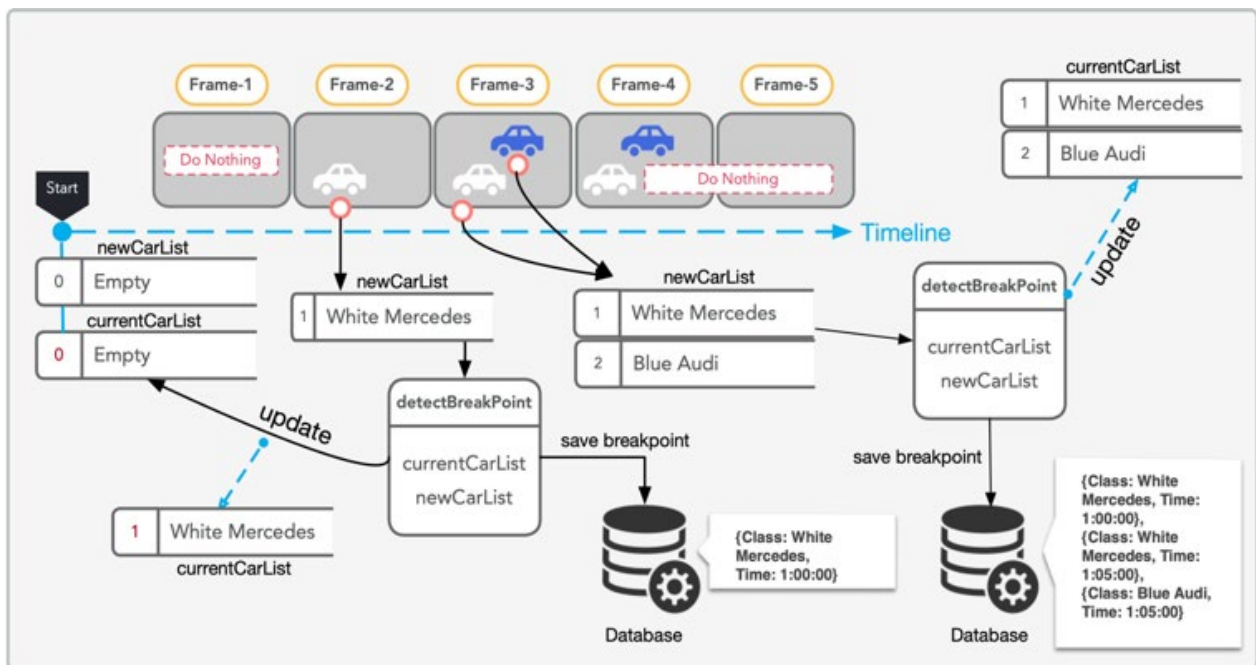 Frame-1
Frame-2
Frame-3
Frame-4
Frame-5
Do Nothing
Do Nothing
Start
Timeline
newCarList
0 Empty
currentCarList
0 Empty
update
1 White Mercedes
currentCarList
newCarList
1 White Mercedes
detectBreakPoint
currentCarList
newCarList
save breakpoint
Database
{Class: White
Mercedes,
Time: 1:00:00}
newCarList
1 White Mercedes
2 Blue Audi
detectBreakPoint
currentCarList
newCarList
update
currentCarList
1 White Mercedes
2 Blue Audi
save breakpoint
Database
{Class: White
Mercedes, Time:
1:00:00},
{Class: White
Mercedes, Time:
1:05:00},
{Class: Blue Audi,
Time: 1:05:00}